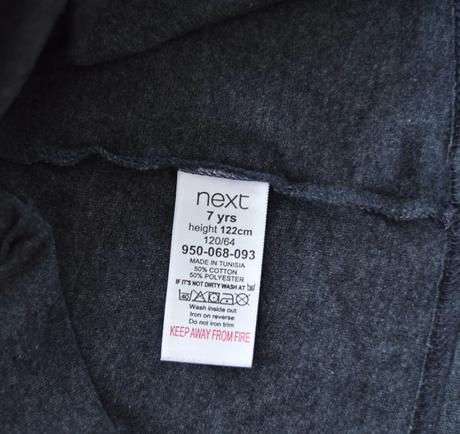 next
7 yrs
height 122cm
120/64
950-068-093
MADE IN TUNISIA
50% COTTON
50% POLYESTER
IF IT'S NOT DIRTY WASH AT
Wash inside out
Iron on reverse
Do not iron trim
KEEP AWAY FROM FIRE